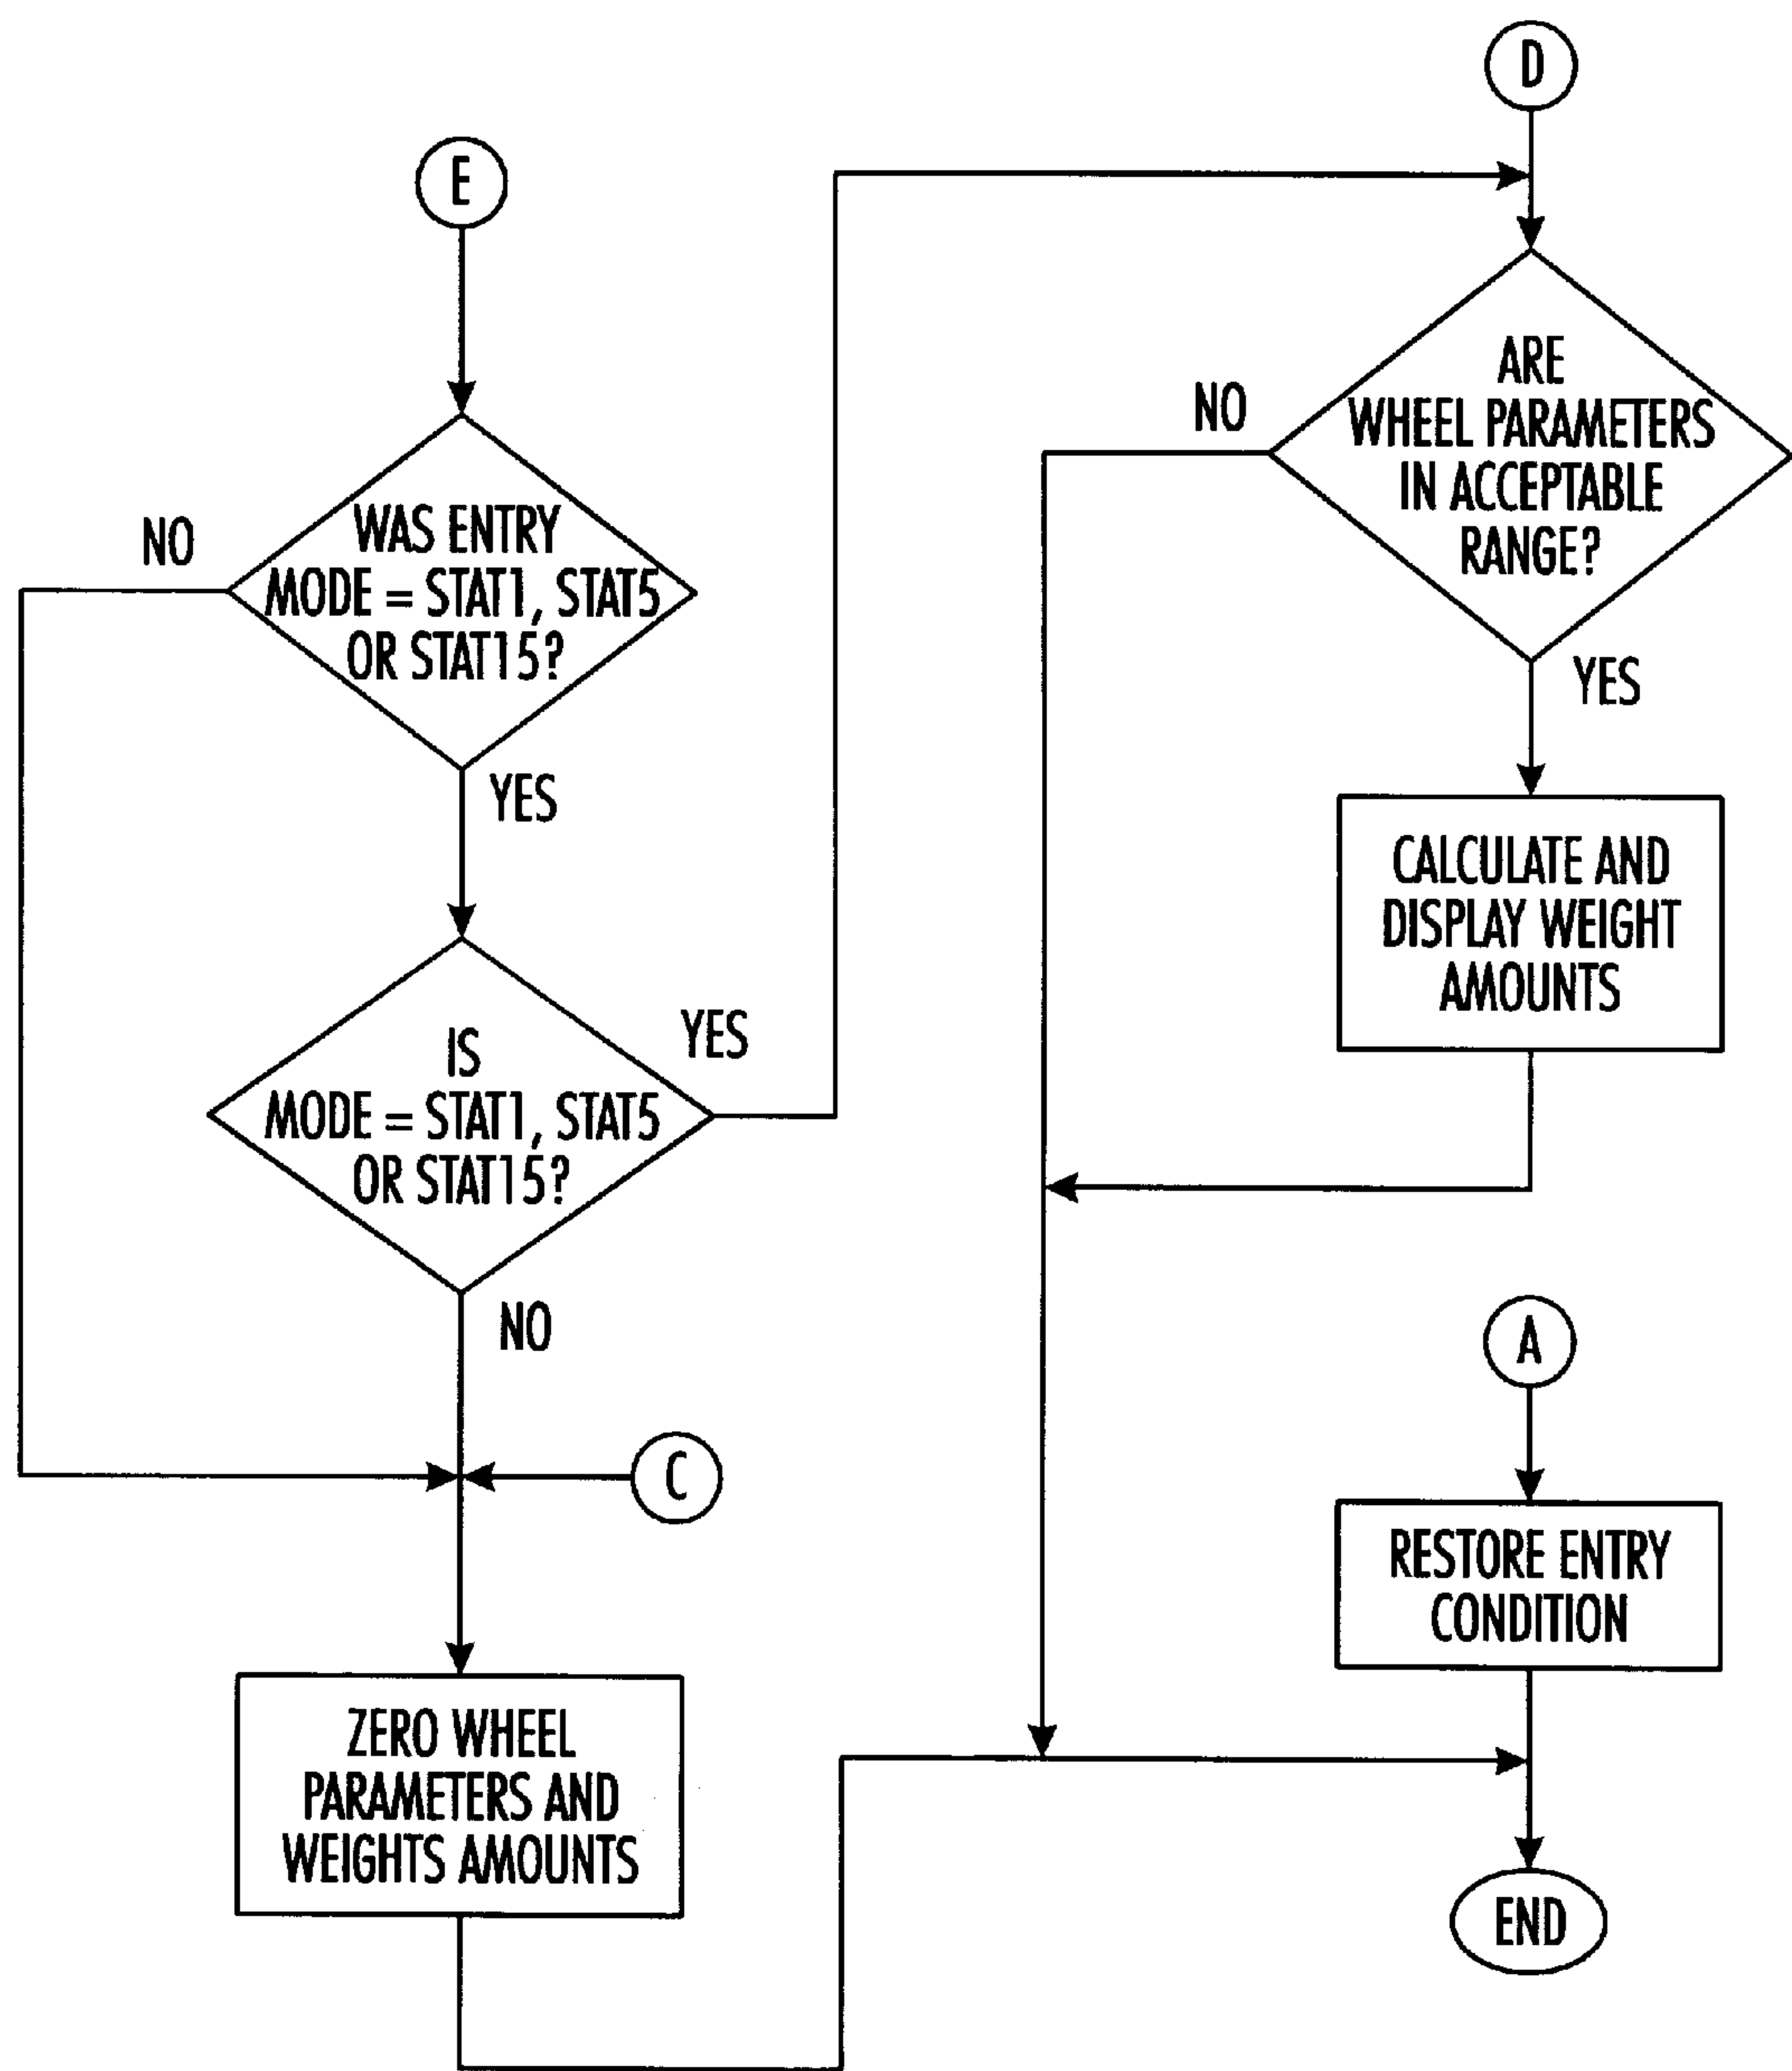 E
WAS ENTRY
MODE = STAT1, STAT5
OR STAT15?
NO
YES
IS
MODE = STAT1, STAT5
OR STAT15?
YES
NO
C
ZERO WHEEL
PARAMETERS AND
WEIGHTS AMOUNTS
D
ARE
WHEEL PARAMETERS
IN ACCEPTABLE
RANGE?
NO
YES
CALCULATE AND
DISPLAY WEIGHT
AMOUNTS
A
RESTORE ENTRY
CONDITION
END